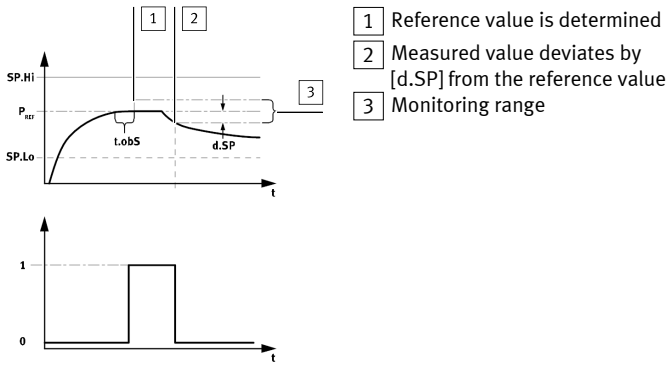 1 2
1 Reference value is determined
2 Measured value deviates by
[d.SP] from the reference value
3 Monitoring range
SP.Hi
3
PREF
t.obS
d.SP
SP.Lo
t
1
0
t